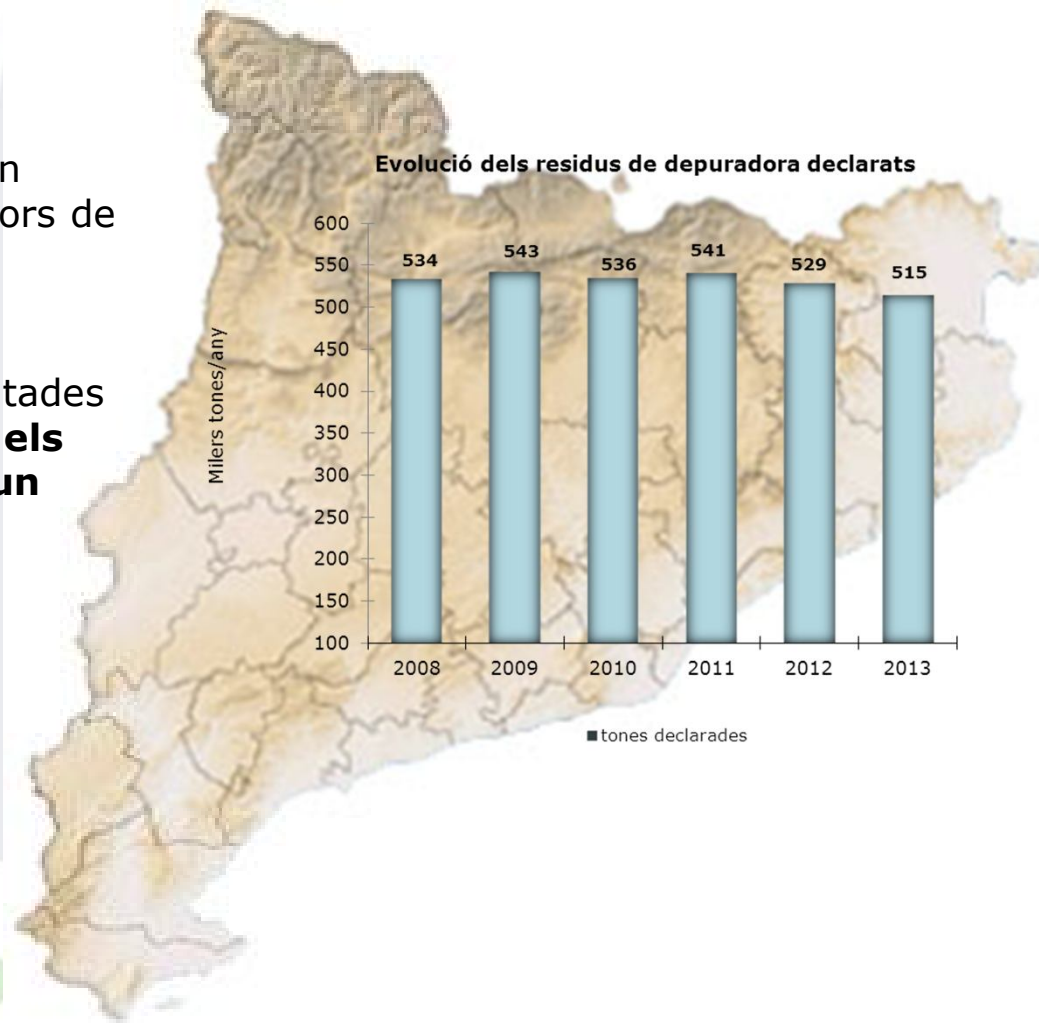 n
ors de
tades
els
un
Evolució dels residus de depuradora declarats
Milers tones/any
600
550
500
450
400
350
300
250
200
150
100
534
543
536
541
529
515
2008 2009 2010 2011 2012 2013
tones declarades